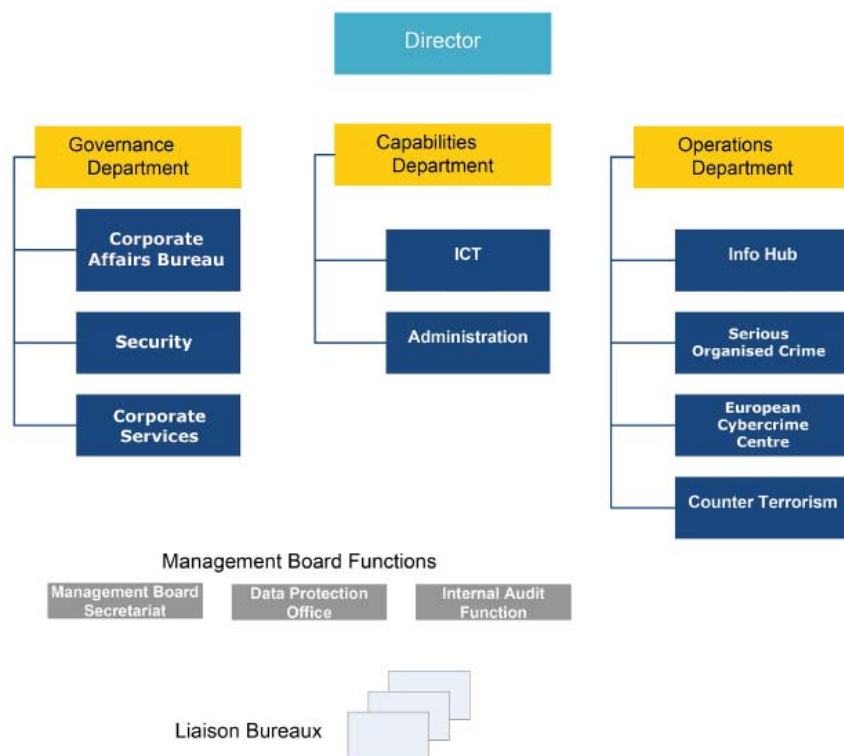 Director
Governance
Department
Corporate
Affairs Bureau
Security
Corporate
Services
Capabilities
Department
ICT
Administration
Operations
Department
Info Hub
Serious
Organised Crime
European
Cybercrime
Centre
Counter Terrorism
Management Board Functions
Management Board
Secretariat
Data Protection
Office
Internal Audit
Function
Liaison Bureaux